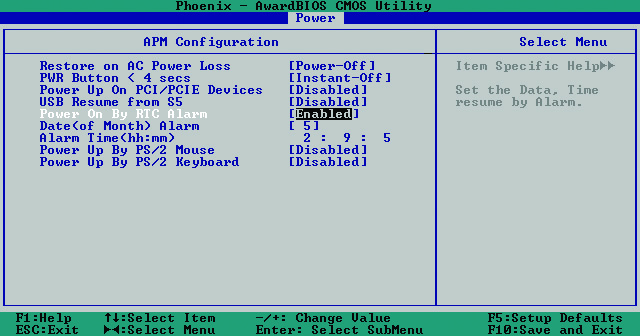 Phoenix - AwardBIOS CMOS Utility
Power
APM Configuration
Select Menu
Restore on AC Power Loss [Power-Off]
PWR Button < 4 secs [Instant-Off]
Power Up On PCI/PCIE Devices [Disabled]
USB Resume from S5 [Disabled]
Power On By RTC Alarm [Enabled]
Date(of Month) Alarm [ 5]
Alarm Time(hh:mm) 2 : 9 : 5
Power Up By PS/2 Mouse [Disabled]
Power Up By PS/2 Keyboard [Disabled]
Item Specific Help▶▶
Set the Data, Time
resume by Alarm.
F1:Help ↑↓:Select Item -/+: Change Value F5:Setup Defaults
ESC:Exit ▶◀:Select Menu Enter: Select SubMenu F10:Save and Exit